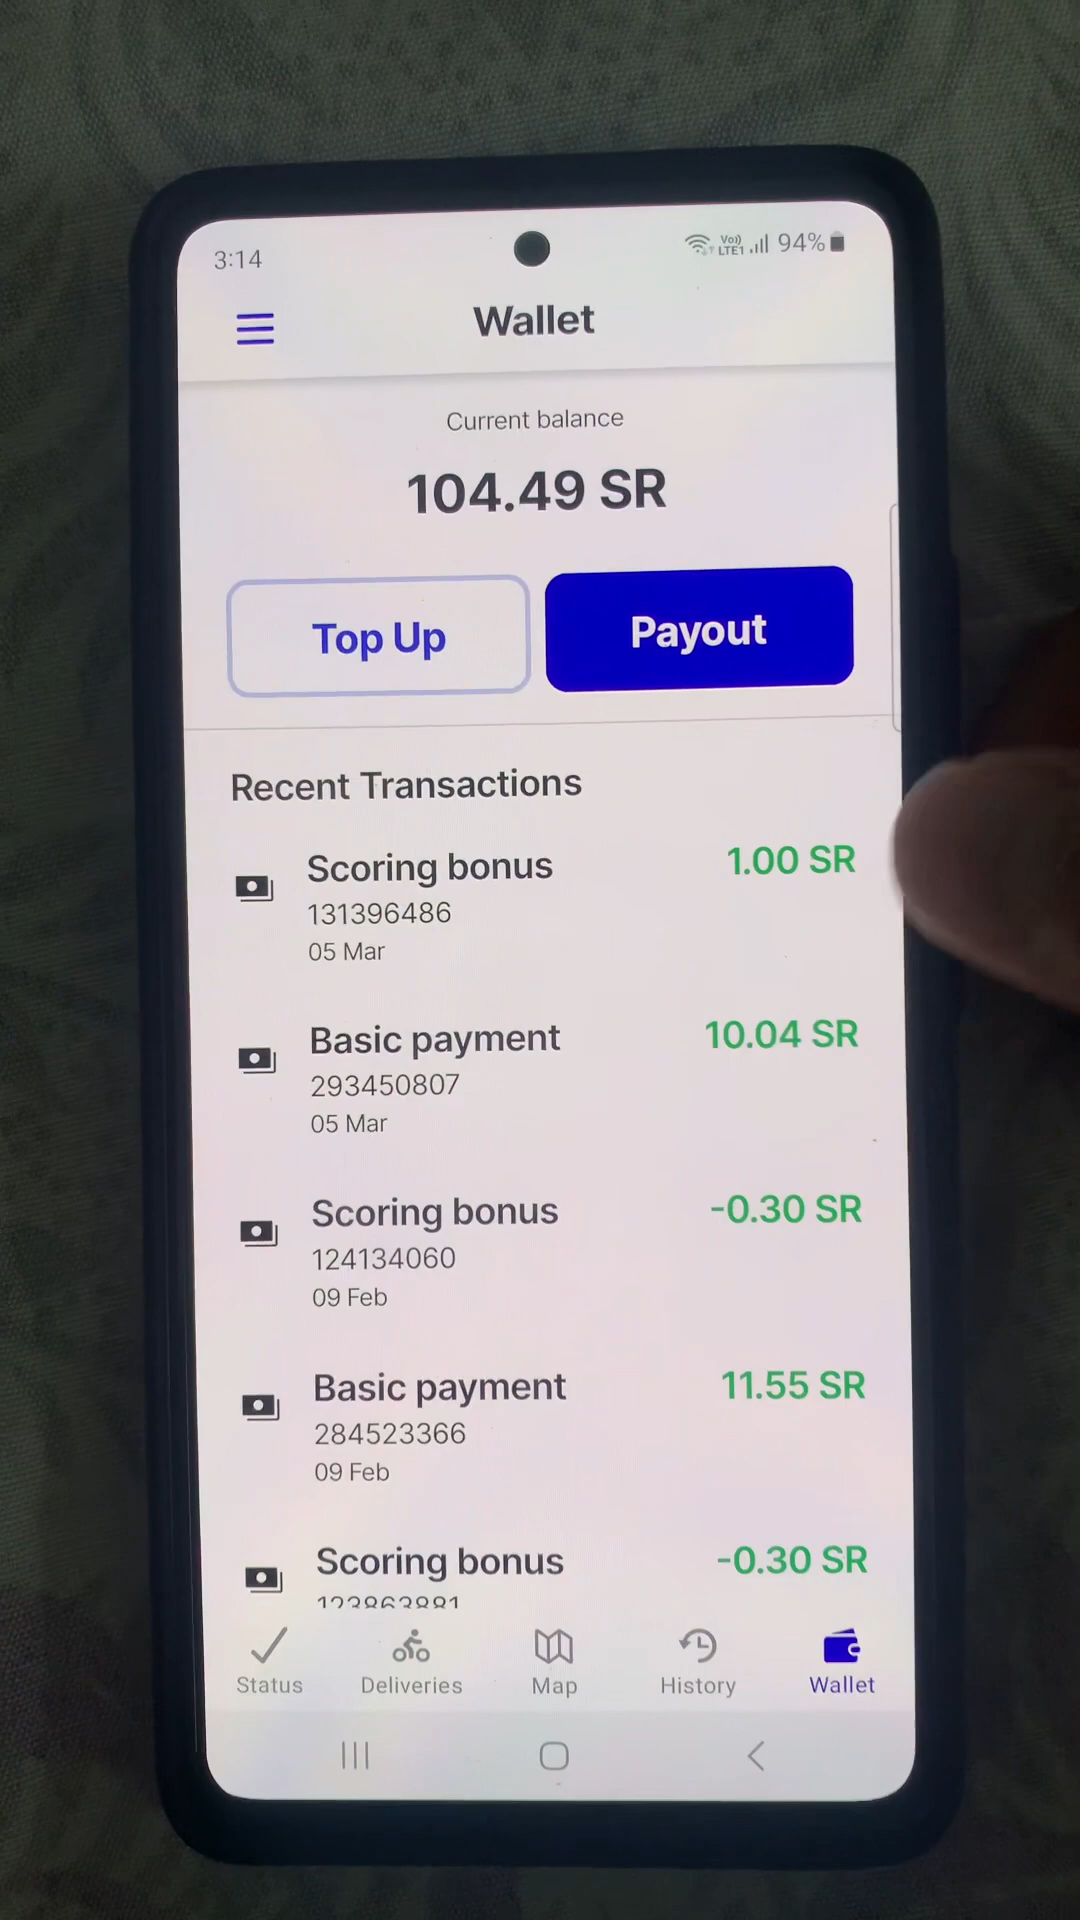 3:14
Vo)) LTE1 94%
Wallet
Current balance
104.49 SR
Top Up
Payout
Recent Transactions
Scoring bonus 1.00 SR
131396486
05 Mar
Basic payment 10.04 SR
293450807
05 Mar
Scoring bonus -0.30 SR
124134060
09 Feb
Basic payment 11.55 SR
284523366
09 Feb
Scoring bonus -0.30 SR
Status Deliveries Map History Wallet